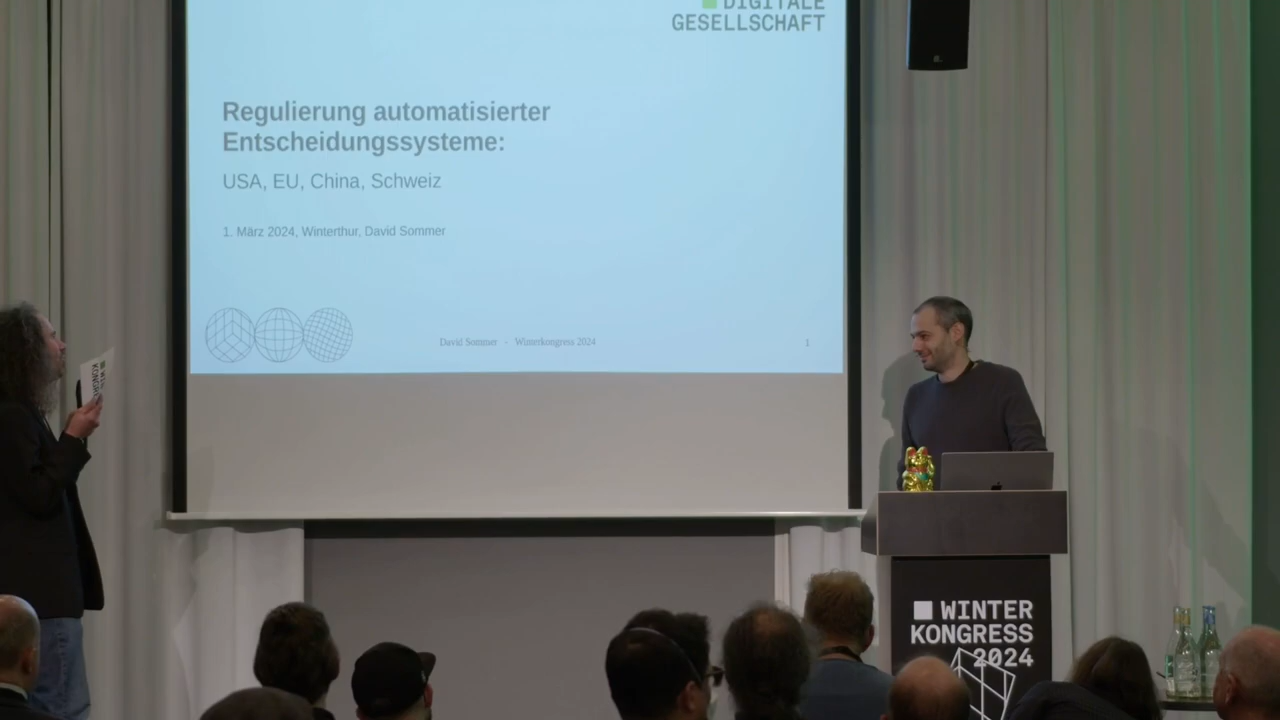 DIGITALE
GESELLSCHAFT
Regulierung automatisierter
Entscheidungssysteme:
USA, EU, China, Schweiz
1. März 2024, Winterthur, David Sommer
David Sommer - Winterkongress 2024
1
WINTER
KONGRESS
2024